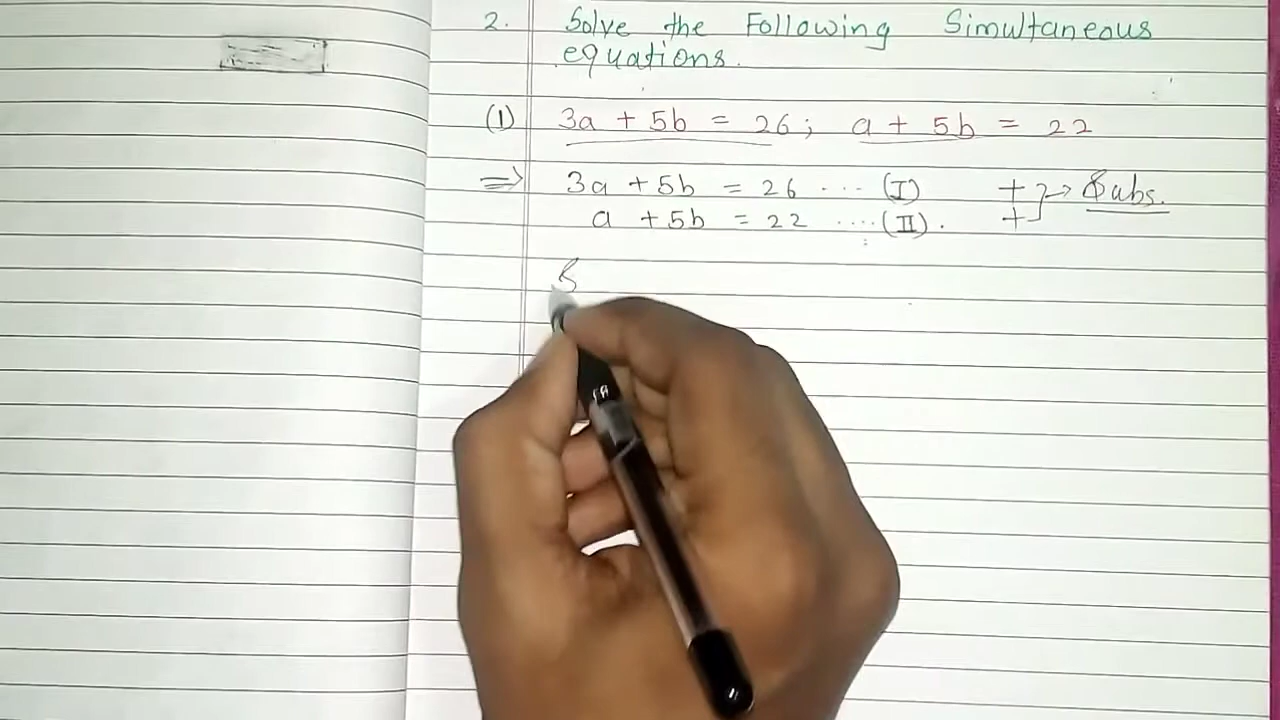 2. Solve the Following Simultaneous
equations.
(1) 3a + 5b = 26; a + 5b = 22
⇒ 3a + 5b = 26 ... (I) + → Subs.
a + 5b = 22 ....(II). +
S